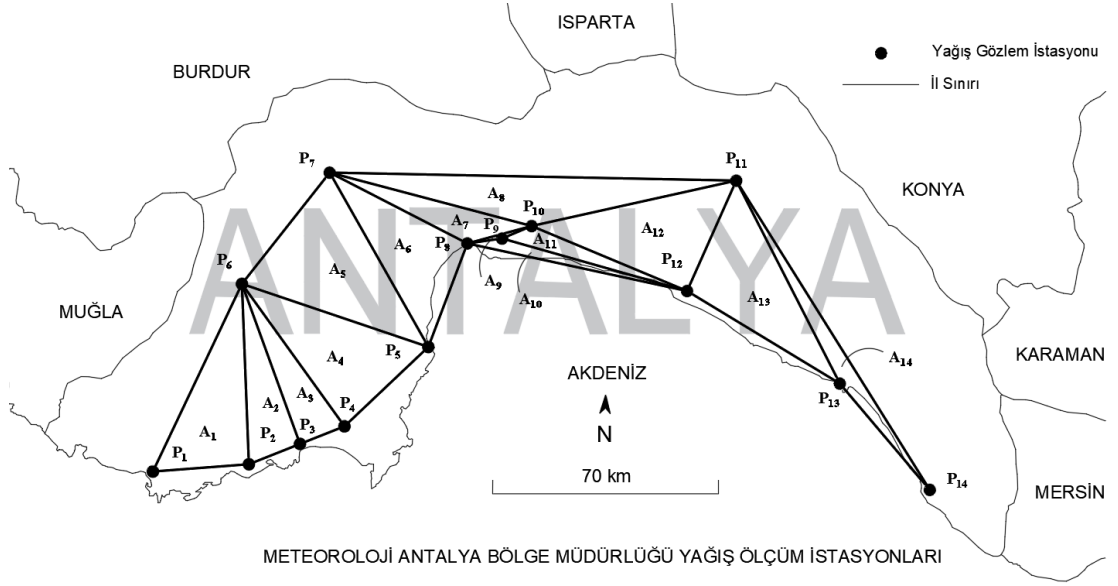 ISPARTA
Yağış Gözlem İstasyonu
BURDUR
İl Sınırı
P7
P11
KONYA
A8
P10
A7
P9
A12
P8
A11
A6
P6
A5
P12
A9
A10
A13
ANTALYA
MUĞLA
P5
A4
A14
KARAMAN
AKDENİZ
P13
A2
A3
P4
N
A1
P2
P3
P1
70 km
P14
MERSİN
METEOROLOJİ ANTALYA BÖLGE MÜDÜRLÜĞÜ YAĞIŞ ÖLÇÜM İSTASYONLARI